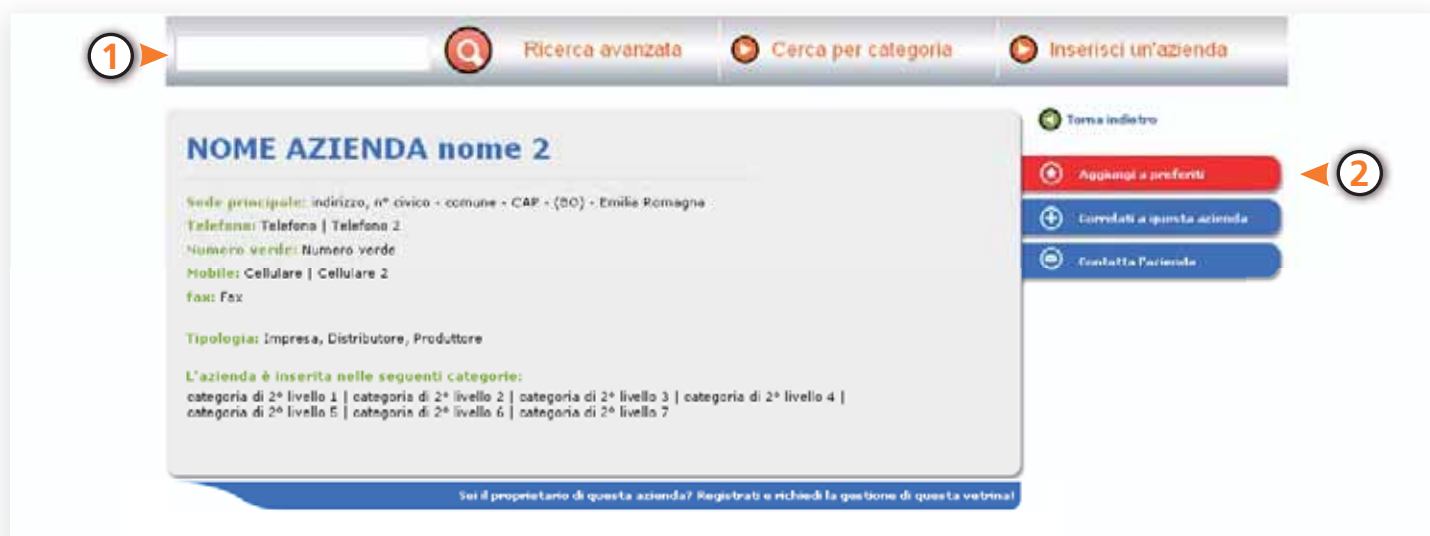 1
Ricerca avanzata
Cerca per categoria
Inserisci un'azienda
Torna indietro
NOME AZIENDA nome 2
Aggiungi a preferiti
2
Sede principale: indirizzo, n° civico - comune - CAP - (BO) - Emilia Romagna
Correlati a questa azienda
Telefono: Telefono | Telefono 2
Numero verde: Numero verde
Contatta l'azienda
Mobile: Cellulare | Cellulare 2
fax: Fax
Tipologia: Impresa, Distributore, Produttore
L'azienda è inserita nelle seguenti categorie:
categoria di 2° livello 1 | categoria di 2° livello 2 | categoria di 2° livello 3 | categoria di 2° livello 4 |
categoria di 2° livello 5 | categoria di 2° livello 6 | categoria di 2° livello 7
Sei il proprietario di questa azienda? Registrati e richiedi la gestione di questa vetrina!